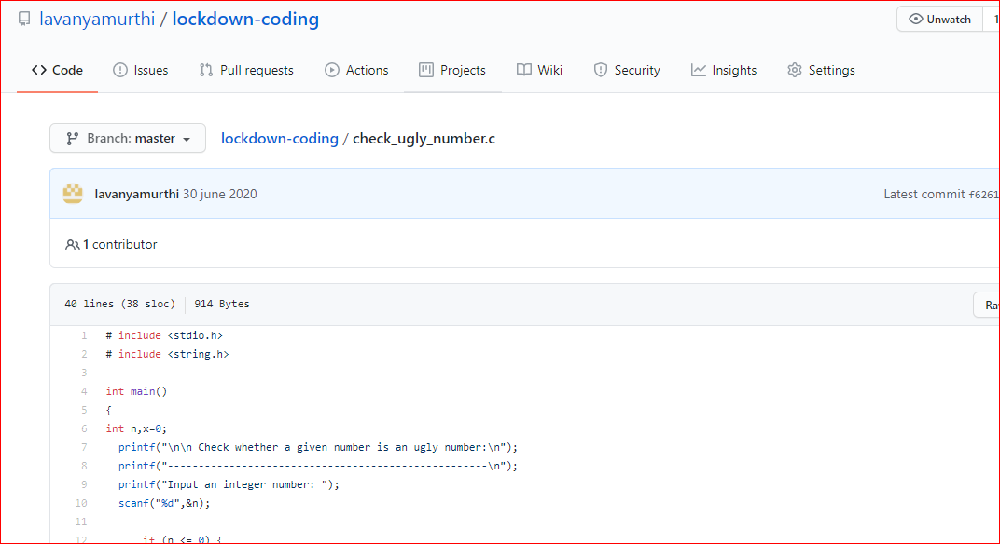 lavanyamurthi / lockdown-coding
Unwatch 1
Code Issues Pull requests Actions Projects Wiki Security Insights Settings
Branch: master lockdown-coding / check_ugly_number.c
lavanyamurthi 30 june 2020 Latest commit f6261
1 contributor
40 lines (38 sloc) 914 Bytes
Ra
1 # include <stdio.h>
2 # include <string.h>
3
4 int main()
5 {
6 int n,x=0;
7 printf("\n\n Check whether a given number is an ugly number:\n");
8 printf("----------------------------------------------------\n");
9 printf("Input an integer number: ");
10 scanf("%d",&n);
11
12 if (n <= 0) {